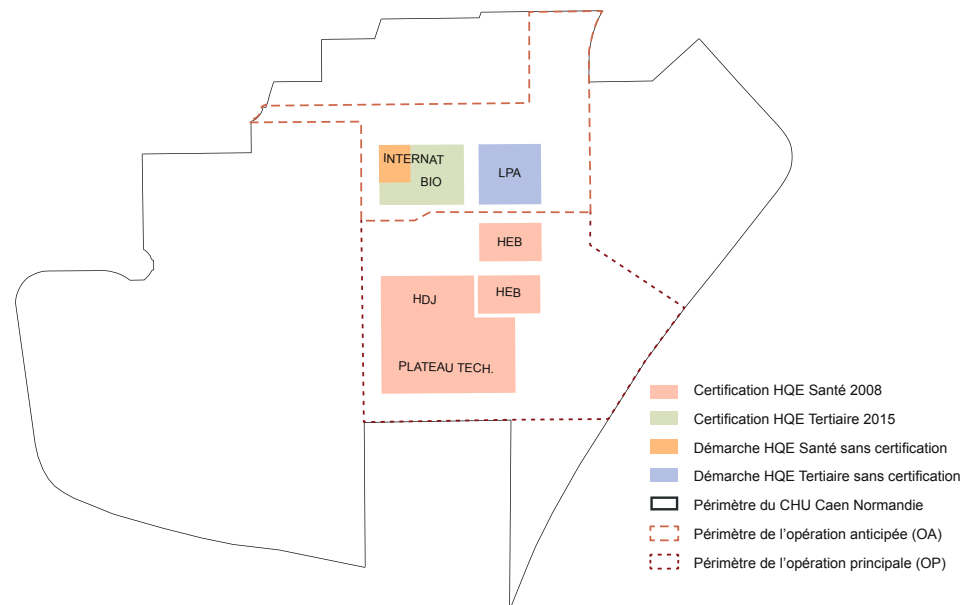 INTERNAT
BIO
LPA
HEB
HDJ
HEB
PLATEAU TECH.
Certification HQE Santé 2008
Certification HQE Tertiaire 2015
Démarche HQE Santé sans certification
Démarche HQE Tertiaire sans certification
Périmètre du CHU Caen Normandie
Périmètre de l'opération anticipée (OA)
Périmètre de l'opération principale (OP)